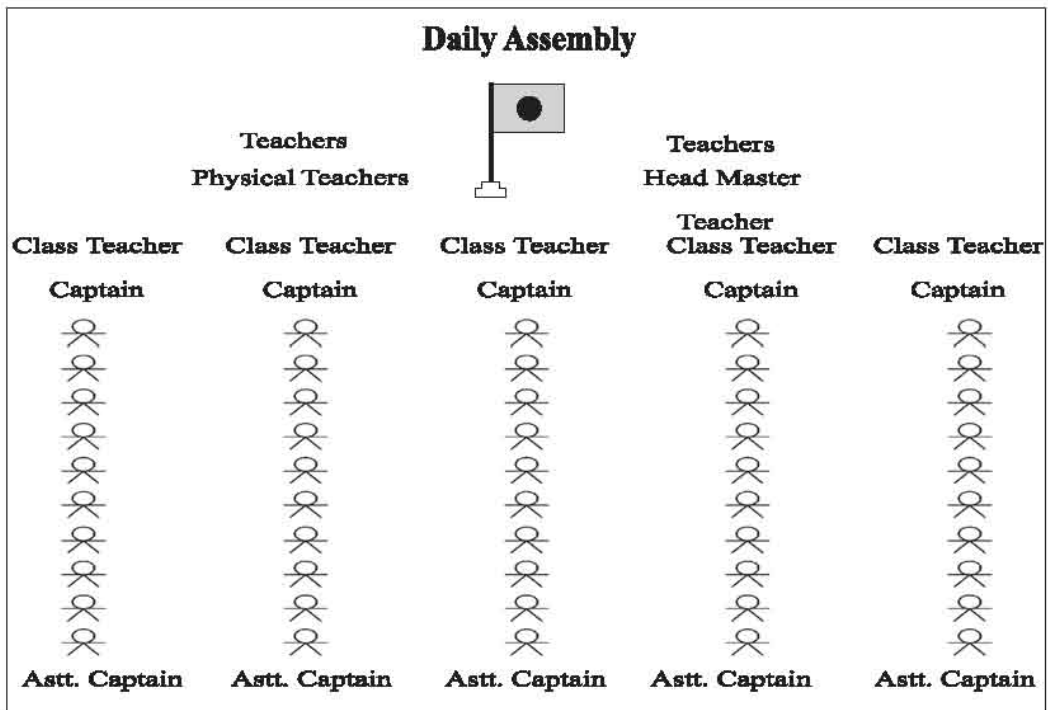 Daily Assembly
Teachers Teachers
Physical Teachers Head Master
Teacher
Class Teacher Class Teacher Class Teacher Class Teacher Class Teacher
Captain Captain Captain Captain Captain
Astt. Captain Astt. Captain Astt. Captain Astt. Captain Astt. Captain